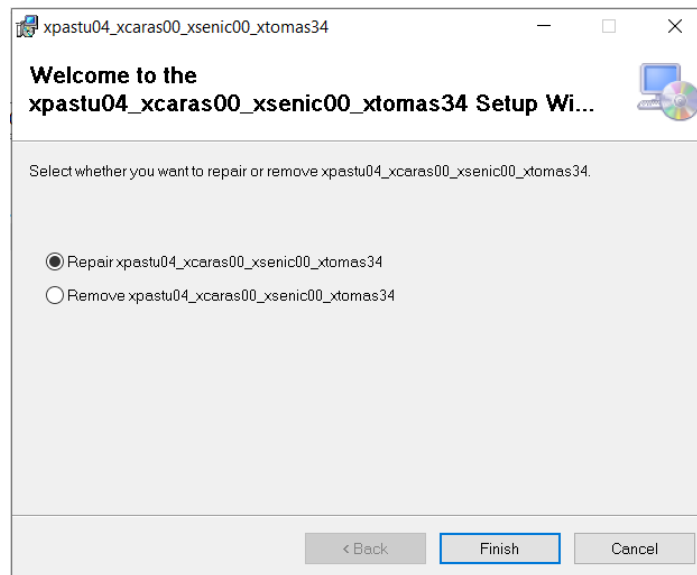 xpastu04_xcaras00_xsenic00_xtomas34
Welcome to the
xpastu04_xcaras00_xsenic00_xtomas34 Setup Wi...
Select whether you want to repair or remove xpastu04_xcaras00_xsenic00_xtomas34.
Repair xpastu04_xcaras00_xsenic00_xtomas34
Remove xpastu04_xcaras00_xsenic00_xtomas34
< Back Finish Cancel